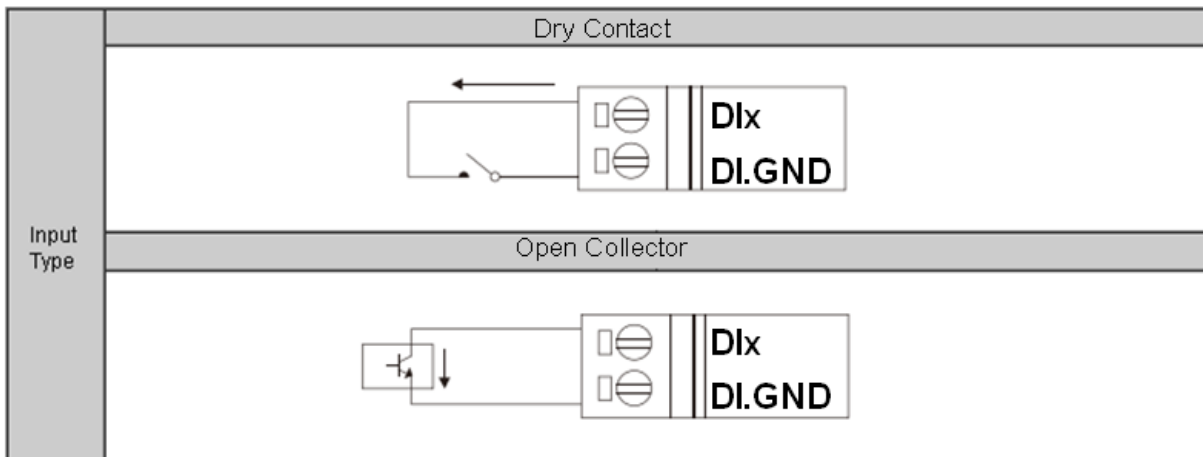 Dry Contact
DIx
DI.GND
Input
Type
Open Collector
DIx
DI.GND